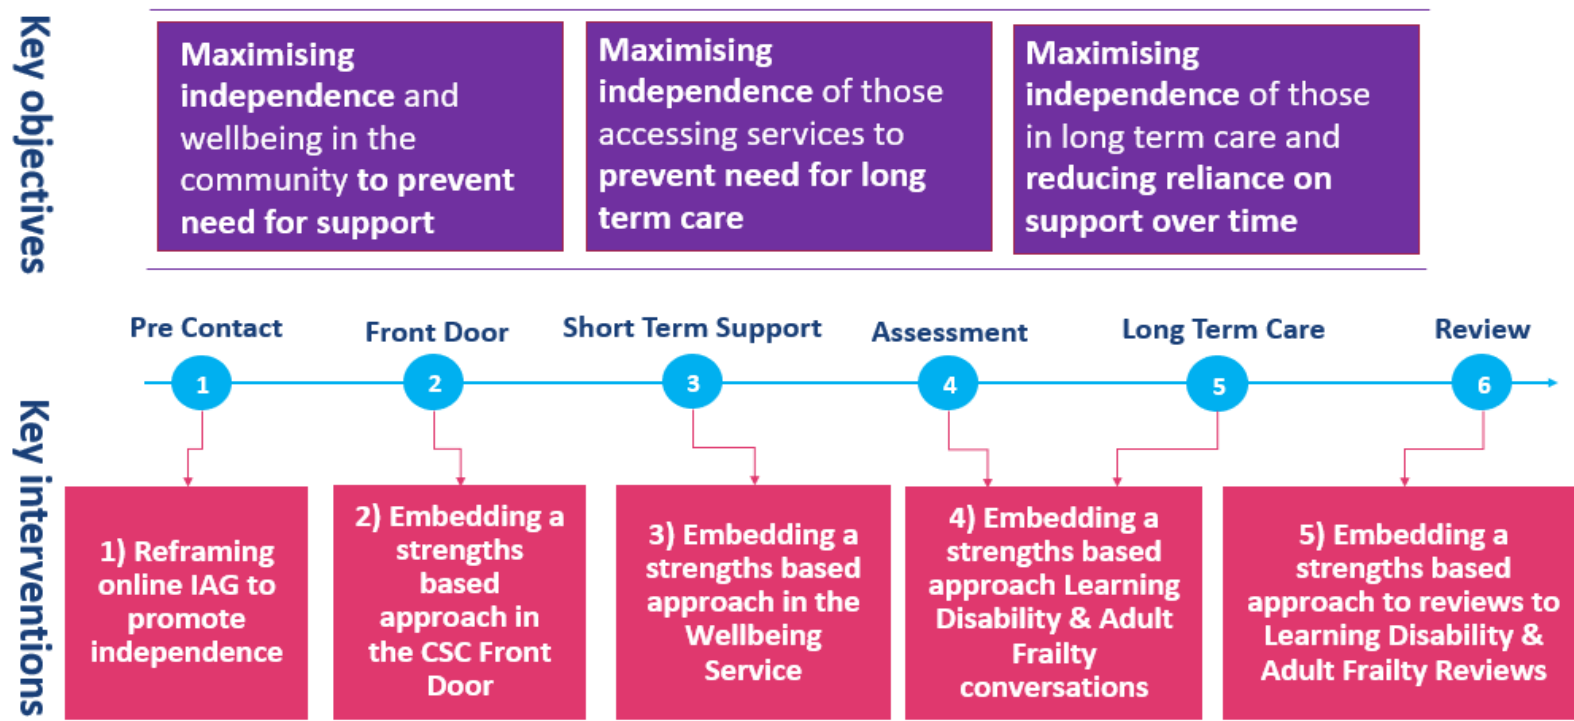 Key objectives
Maximising
independence and
wellbeing in the
community to prevent
need for support
Maximising
independence of those
accessing services to
prevent need for long
term care
Maximising
independence of those
in long term care and
reducing reliance on
support over time
Pre Contact
Front Door
Short Term Support
Assessment
Long Term Care
Review
1
2
3
4
5
6
Key interventions
1) Reframing
online IAG to
promote
independence
2) Embedding a
strengths
based
approach in
the CSC Front
Door
3) Embedding a
strengths based
approach in the
Wellbeing
Service
4) Embedding a
strengths based
approach Learning
Disability & Adult
Frailty
conversations
5) Embedding a
strengths based
approach to reviews to
Learning Disability &
Adult Frailty Reviews